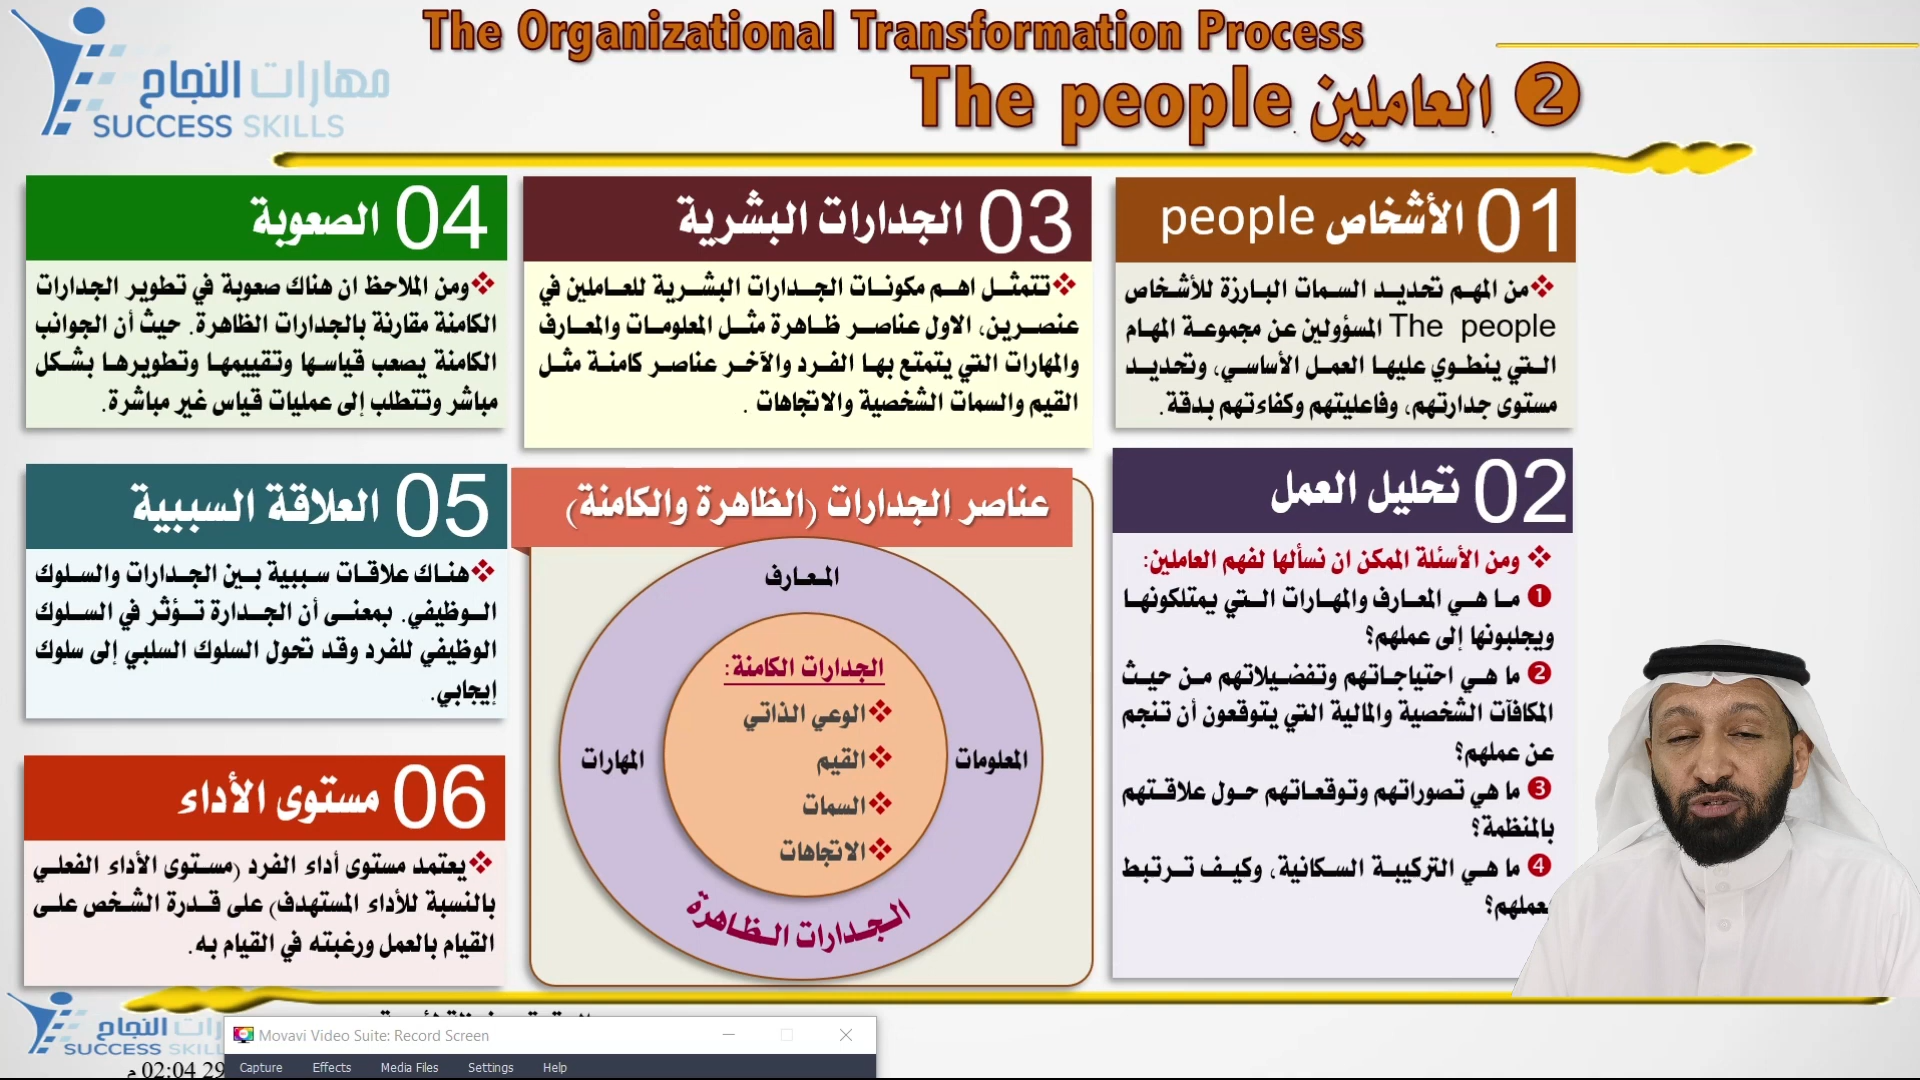 The Organizational Transformation Process
❷ العاملين The people
مهارات النجاح
SUCCESS SKILLS
01 الأشخاص people
❖من المهم تحديد السمات البارزة للأشخاص
The people المسؤولين عن مجموعة المهام
التي ينطوي عليها العمل الأساسي، وتحديد
مستوى جدارتهم، وفاعليتهم وكفاءتهم بدقة.
02 تحليل العمل
❖ ومن الأسئلة الممكن ان نسألها لفهم العاملين:
❶ ما هي المعارف والمهارات التي يمتلكونها
ويجلبونها إلى عملهم؟
❷ ما هي احتياجاتهم وتفضيلاتهم من حيث
المكافآت الشخصية والمالية التي يتوقعون أن تنجم
عن عملهم؟
❸ ما هي تصوراتهم وتوقعاتهم حول علاقتهم
بالمنظمة؟
❹ ما هي التركيبة السكانية، وكيف ترتبط
بعملهم؟
03 الجدارات البشرية
❖تتمثل اهم مكونات الجدارات البشرية للعاملين في
عنصرين، الاول عناصر ظاهرة مثل المعلومات والمعارف
والمهارات التي يتمتع بها الفرد والآخر عناصر كامنة مثل
القيم والسمات الشخصية والاتجاهات .
عناصر الجدارات (الظاهرة والكامنة)
المعارف
المعلومات
المهارات
الجدارات الكامنة:
❖الوعي الذاتي
❖القيم
❖السمات
❖الاتجاهات
الجدارات الظاهرة
04 الصعوبة
❖ومن الملاحظ ان هناك صعوبة في تطوير الجدارات
الكامنة مقارنة بالجدارات الظاهرة. حيث أن الجوانب
الكامنة يصعب قياسها وتقييمها وتطويرها بشكل
مباشر وتتطلب إلى عمليات قياس غير مباشرة.
05 العلاقة السببية
❖هناك علاقات سببية بين الجدارات والسلوك
الوظيفي. بمعنى أن الجدارة تؤثر في السلوك
الوظيفي للفرد وقد تحول السلوك السلبي إلى سلوك
إيجابي.
06 مستوى الأداء
❖يعتمد مستوى أداء الفرد (مستوى الأداء الفعلي
بالنسبة للأداء المستهدف) على قدرة الشخص على
القيام بالعمل ورغبته في القيام به.
النجاح
SUCCESS SKILL
02:04 29 م
Movavi Video Suite: Record Screen
Capture Effects Media Files Settings Help